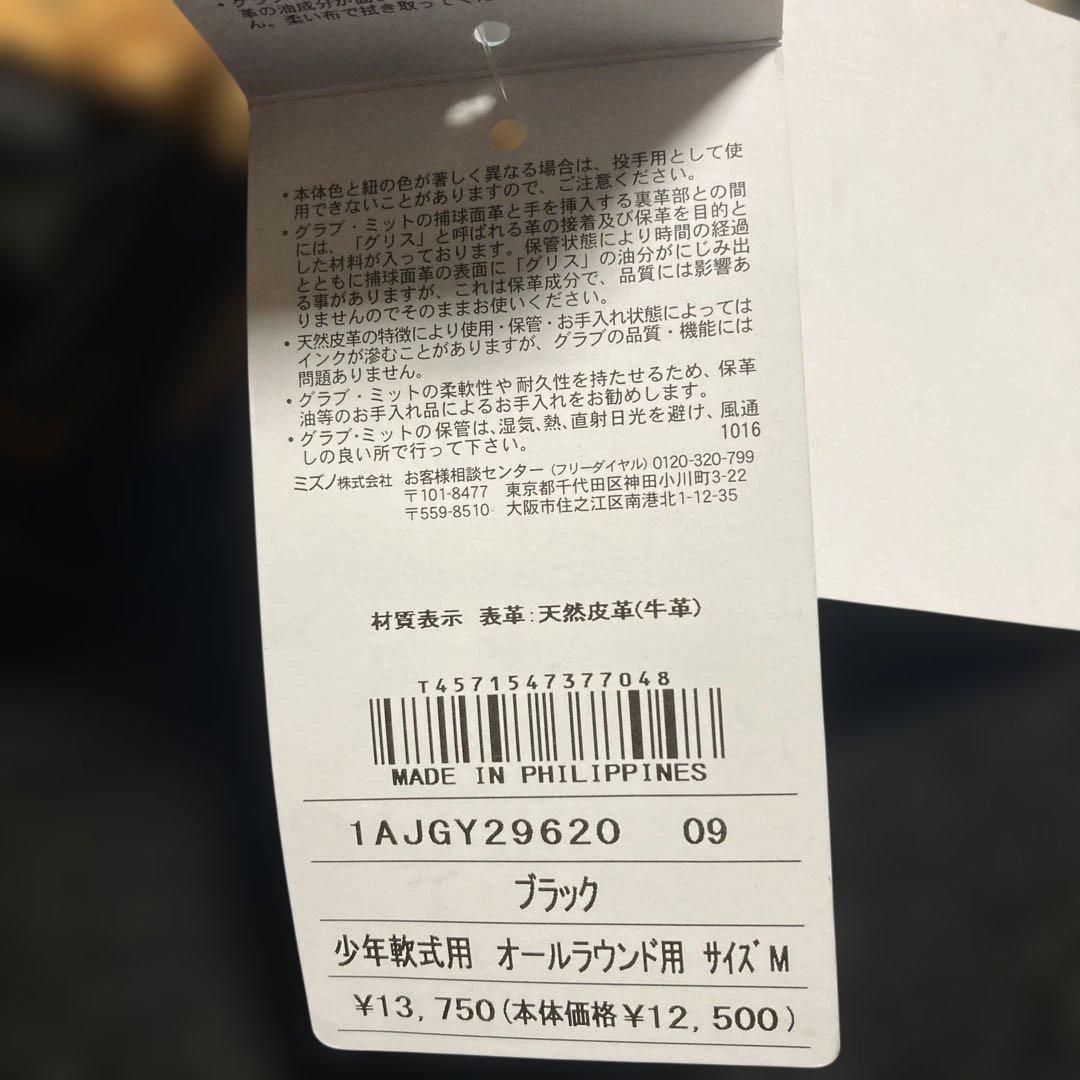 革の油成分が
ん。柔い布で拭き取ってく
・本体色と紐の色が著しく異なる場合は、投手用として使
用できないことがありますので、ご注意ください。
・グラブ・ミットの捕球面革と手を挿入する裏革部との間
には、「グリス」と呼ばれる革の接着及び保革を目的と
した材料が入っております。保管状態により時間の経過
とともに捕球面革の表面に「グリス」の油分がにじみ出
る事がありますが、これは保革成分で、品質には影響あ
りませんのでそのままお使いください。
・天然皮革の特徴により使用・保管・お手入れ状態によっては
インクが滲むことがありますが、グラブの品質・機能には
問題ありません。
・グラブ・ミットの柔軟性や耐久性を持たせるため、保革
油等のお手入れ品によるお手入れをお勧めします。
・グラブ・ミットの保管は、湿気、熱、直射日光を避け、風通
しの良い所で行って下さい。 1016
ミズノ株式会社 お客様相談センター (フリーダイヤル) 0120-320-799
〒101-8477 東京都千代田区神田小川町3-22
〒559-8510 大阪市住之江区南港北1-12-35
材質表示 表革:天然皮革(牛革)
T4571547377048
MADE IN PHILIPPINES
1AJGY29620 09
ブラック
少年軟式用 オールラウンド用 サイズM
¥13,750(本体価格¥12,500)